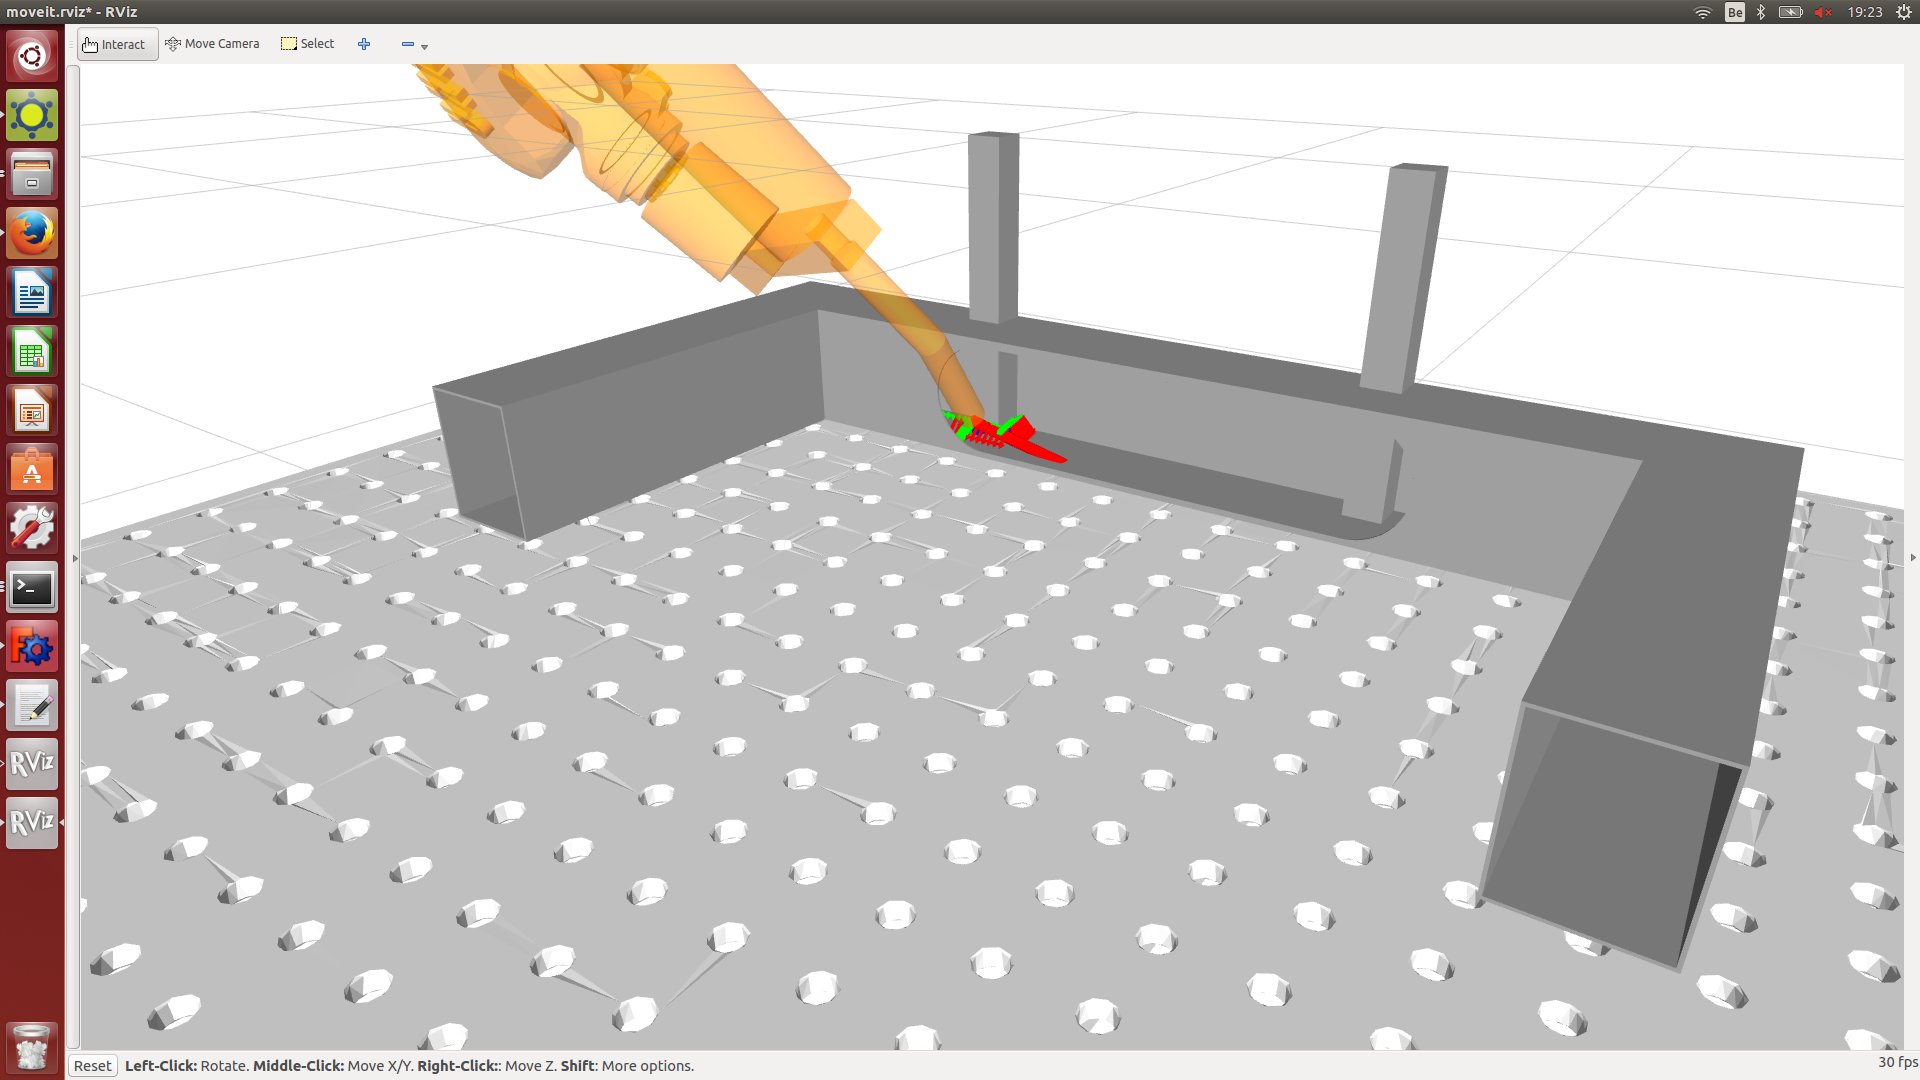 moveit.rviz* - RViz
Be
19:23
Interact
Move Camera
Select
A
>_
RViz
RViz
Reset
Left-Click: Rotate. Middle-Click: Move X/Y. Right-Click:: Move Z. Shift: More options.
30 fps